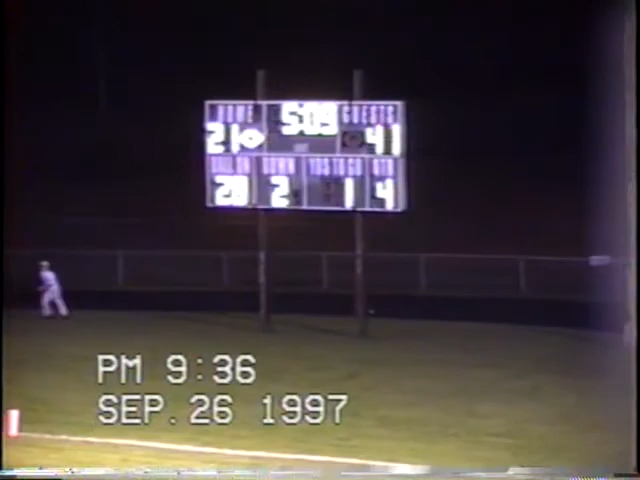 HOME 5:09 GUESTS
21 41
BALL ON DOWN YDS TO GO QTR
28 2 1 4
PM 9:36
SEP. 26 1997